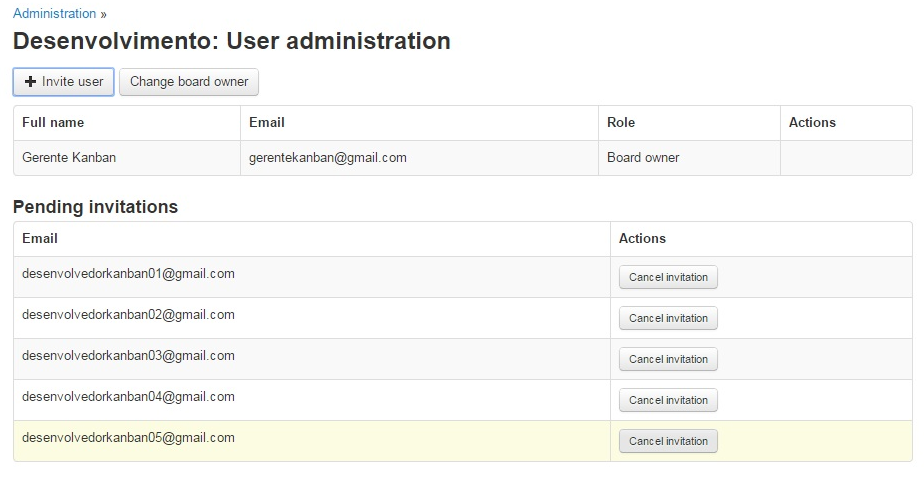 Administration »
Desenvolvimento: User administration
Invite user Change board owner
Full name Email Role Actions
Gerente Kanban gerentekanban@gmail.com Board owner
Pending invitations
Email Actions
desenvolvedorkanban01@gmail.com Cancel invitation
desenvolvedorkanban02@gmail.com Cancel invitation
desenvolvedorkanban03@gmail.com Cancel invitation
desenvolvedorkanban04@gmail.com Cancel invitation
desenvolvedorkanban05@gmail.com Cancel invitation